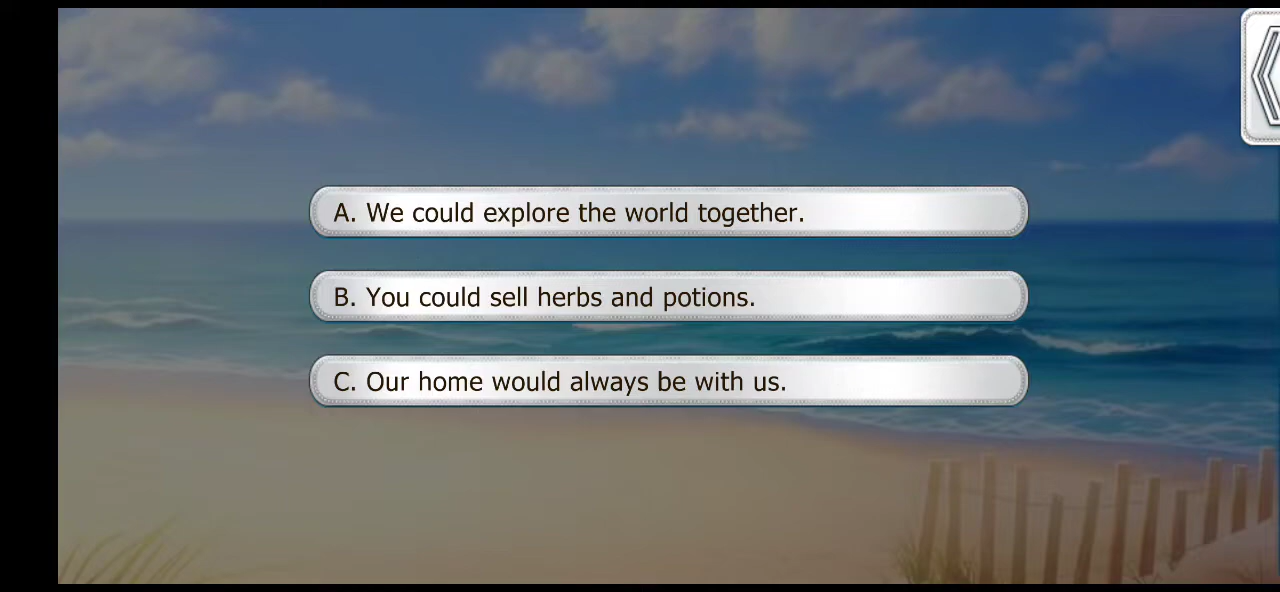 A. We could explore the world together.
B. You could sell herbs and potions.
C. Our home would always be with us.